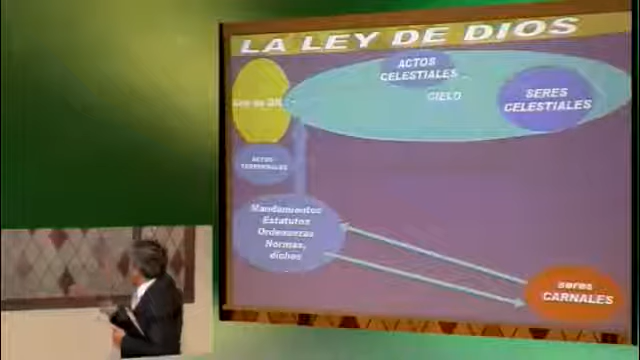 LA LEY DE DIOS
ACTOS
CELESTIALES
CIELO
SERES
CELESTIALES
ACTOS
TERRENALES
Mandamientos
Estatutos
Ordenanzas
Normas,
dichos
seres
CARNALES